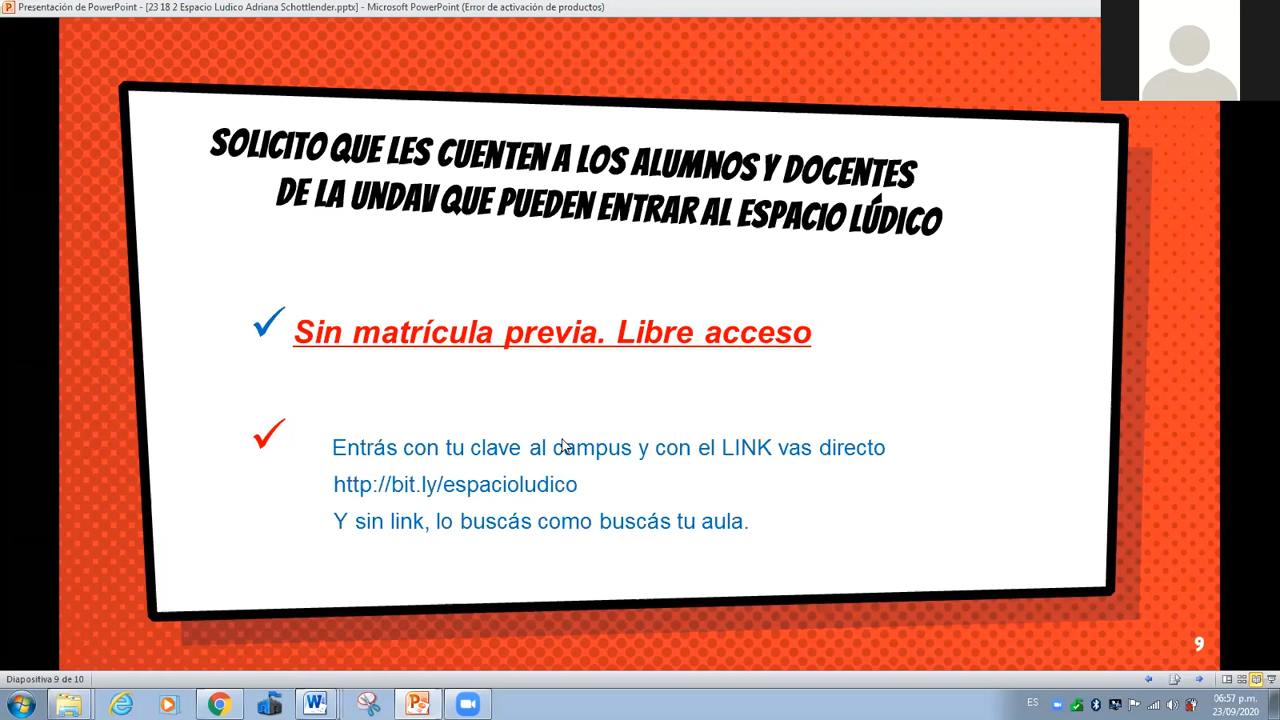 Presentación de PowerPoint - [23 18 2 Espacio Ludico Adriana Schottlender.pptx] - Microsoft PowerPoint (Error de activación de productos)
SOLICITO QUE LES CUENTEN A LOS ALUMNOS Y DOCENTES
DE LA UNDAV QUE PUEDEN ENTRAR AL ESPACIO LÚDICO
Sin matrícula previa. Libre acceso
Entrás con tu clave al campus y con el LINK vas directo
http://bit.ly/espacioludico
Y sin link, lo buscás como buscás tu aula.
9
Diapositiva 9 de 10
ES
06:57 p.m.
23/09/2020